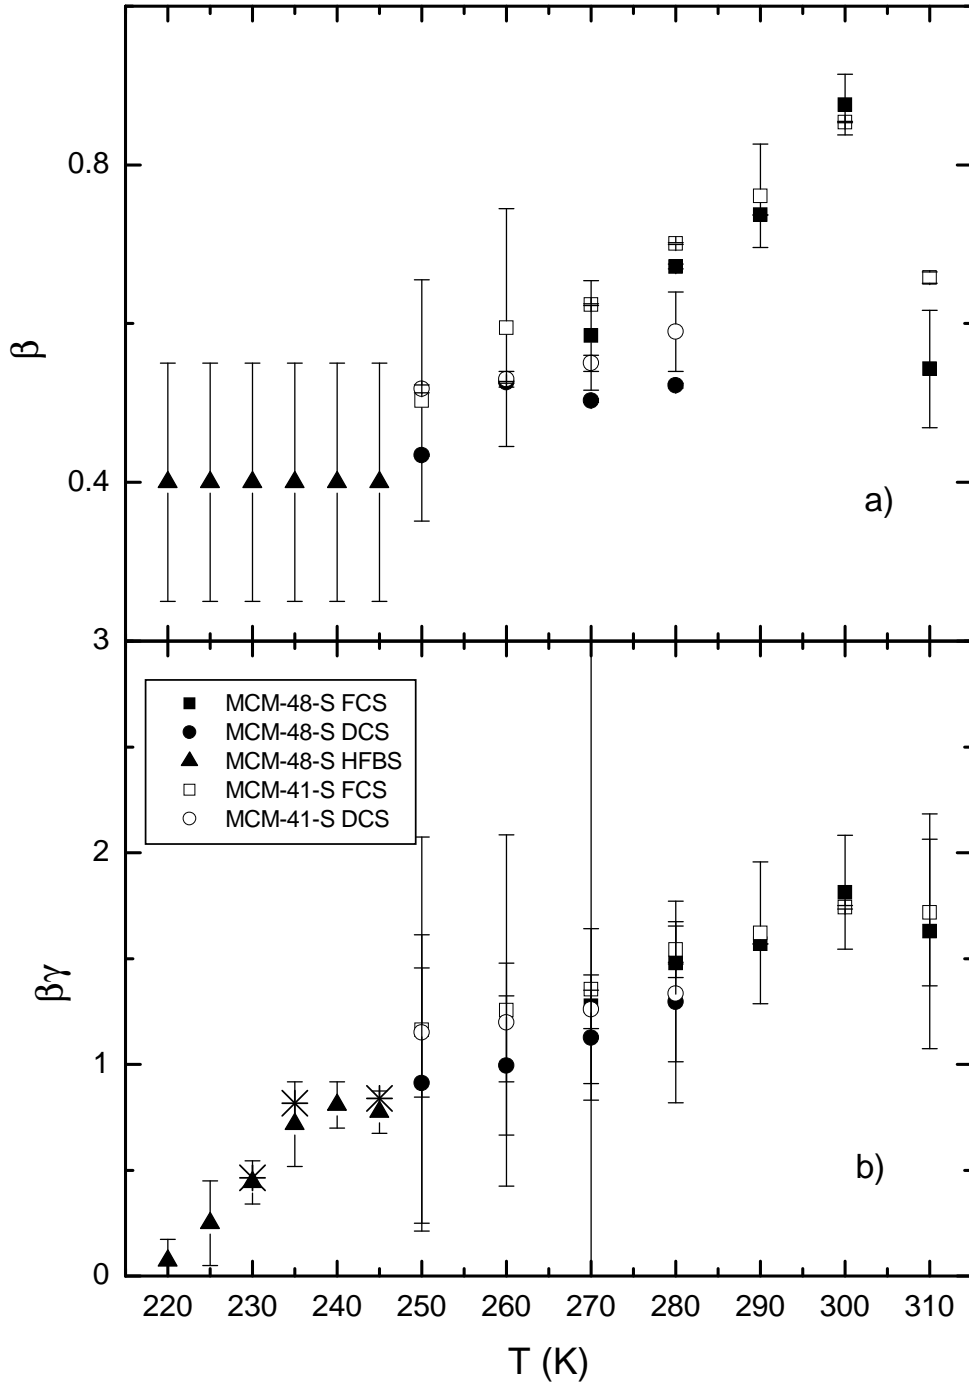 0.8
β
0.4
a)
3
MCM-48-S FCS
MCM-48-S DCS
MCM-48-S HFBS
MCM-41-S FCS
MCM-41-S DCS
2
βγ
1
b)
0
220 230 240 250 260 270 280 290 300 310
T (K)